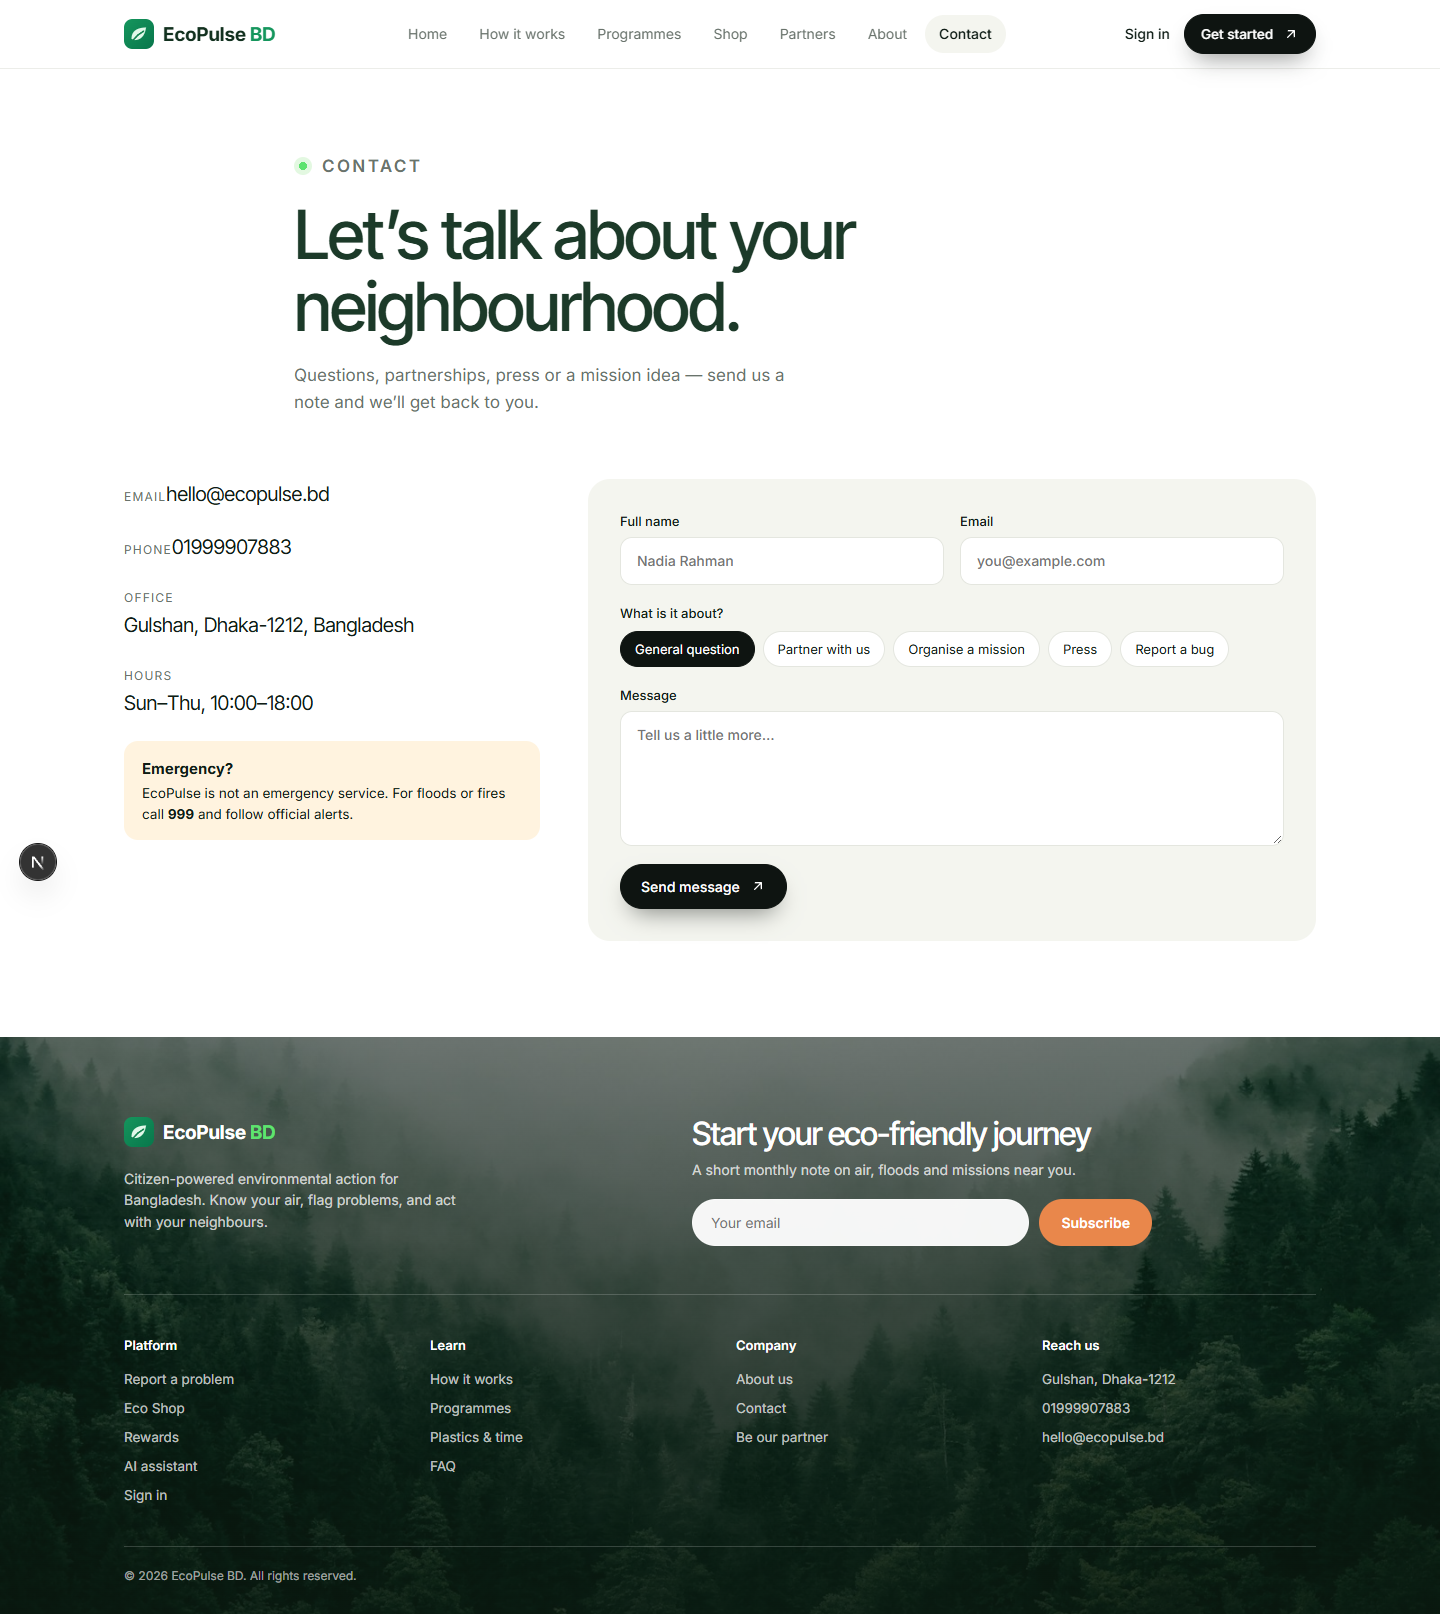 EcoPulse BD
Home
How it works
Programmes
Shop
Partners
About
Contact
Sign in
Get started
CONTACT
Let’s talk about your
neighbourhood.
Questions, partnerships, press or a mission idea — send us a
note and we’ll get back to you.
EMAIL hello@ecopulse.bd
PHONE 01999907883
OFFICE
Gulshan, Dhaka-1212, Bangladesh
HOURS
Sun–Thu, 10:00–18:00
Emergency?
EcoPulse is not an emergency service. For floods or fires
call 999 and follow official alerts.
Full name
Nadia Rahman
Email
you@example.com
What is it about?
General question
Partner with us
Organise a mission
Press
Report a bug
Message
Tell us a little more…
Send message
N
EcoPulse BD
Citizen-powered environmental action for
Bangladesh. Know your air, flag problems, and act
with your neighbours.
Start your eco-friendly journey
A short monthly note on air, floods and missions near you.
Your email
Subscribe
Platform
Report a problem
Eco Shop
Rewards
AI assistant
Sign in
Learn
How it works
Programmes
Plastics & time
FAQ
Company
About us
Contact
Be our partner
Reach us
Gulshan, Dhaka-1212
01999907883
hello@ecopulse.bd
© 2026 EcoPulse BD. All rights reserved.